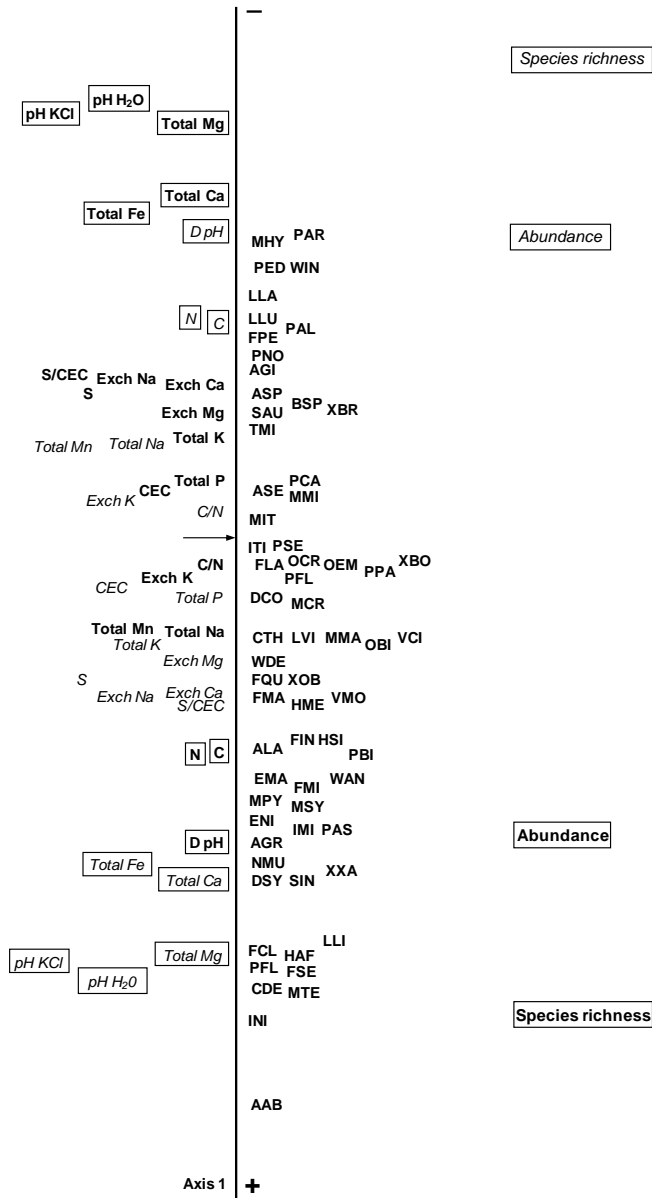 −
Species richness
pH KCl pH H₂O Total Mg
Total Ca
Total Fe
D pH
MHY PAR
Abundance
PED WIN
LLA
N C
LLU PAL
FPE
PNO
AGI
S/CEC Exch Na Exch Ca
S
ASP BSP XBR
Exch Mg
SAU
Total Mn Total Na Total K
TMI
Exch K CEC Total P
ASE PCA
MMI
C/N
MIT
ITI PSE
C/N
FLA OCR OEM PPA XBO
PFL
CEC Exch K
Total P
DCO MCR
Total Mn Total Na
Total K
CTH LVI MMA OBI VCI
Exch Mg
WDE
S
FQU XOB
Exch Na Exch Ca
S/CEC
FMA HME VMO
N C
ALA FIN HSI PBI
EMA FMI WAN
MPY MSY
ENI
IMI PAS
Abundance
D pH
AGR
Total Fe
NMU XXA
Total Ca
DSY SIN
LLI
pH KCl pH H₂0 Total Mg
FCL HAF
PFL FSE
CDE MTE
INI
Species richness
AAB
Axis 1 +